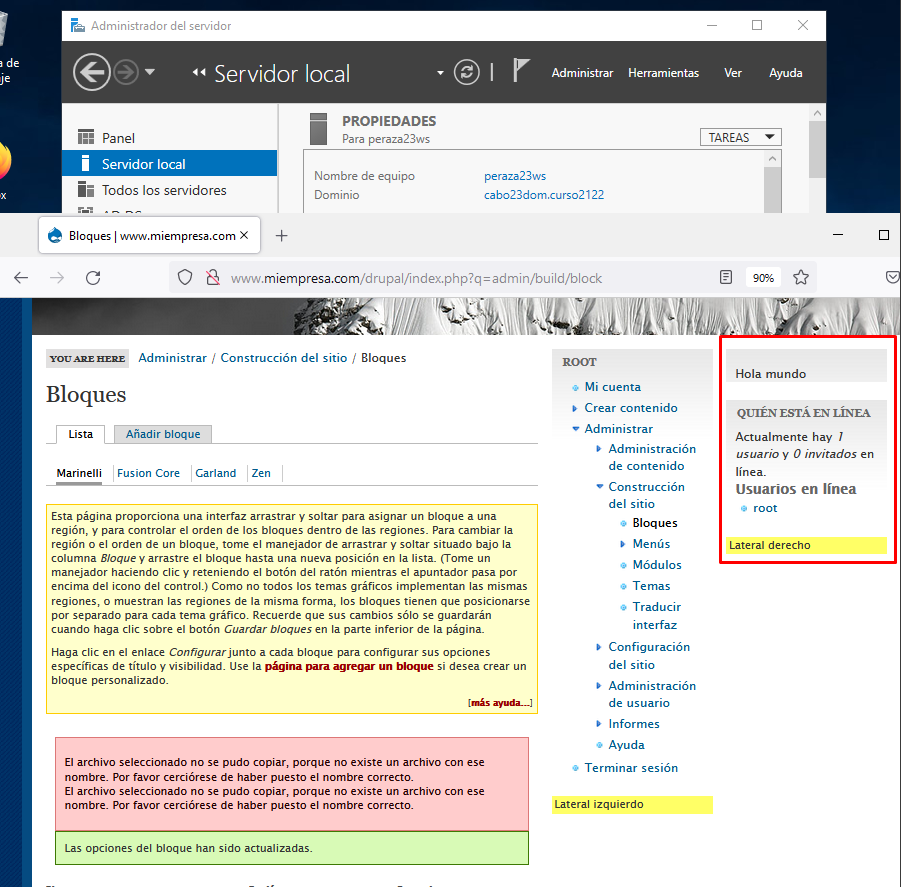 a de
je
x
Administrador del servidor
Servidor local
Administrar Herramientas Ver Ayuda
Panel
Servidor local
Todos los servidores
PROPIEDADES
Para peraza23ws
TAREAS
Nombre de equipo peraza23ws
Dominio cabo23dom.curso2122
Bloques | www.miempresa.com
www.miempresa.com/drupal/index.php?q=admin/build/block
90%
YOU ARE HERE Administrar / Construcción del sitio / Bloques
Bloques
Lista Añadir bloque
Marinelli Fusion Core Garland Zen
Esta página proporciona una interfaz arrastrar y soltar para asignar un bloque a una
región, y para controlar el orden de los bloques dentro de las regiones. Para cambiar la
región o el orden de un bloque, tome el manejador de arrastrar y soltar situado bajo la
columna Bloque y arrastre el bloque hasta una nueva posición en la lista. (Tome un
manejador haciendo clic y reteniendo el botón del ratón mientras el apuntador pasa por
encima del icono del control.) Como no todos los temas gráficos implementan las mismas
regiones, o muestran las regiones de la misma forma, los bloques tienen que posicionarse
por separado para cada tema gráfico. Recuerde que sus cambios sólo se guardarán
cuando haga clic sobre el botón Guardar bloques en la parte inferior de la página.
Haga clic en el enlace Configurar junto a cada bloque para configurar sus opciones
específicas de título y visibilidad. Use la página para agregar un bloque si desea crear un
bloque personalizado.
[más ayuda...]
El archivo seleccionado no se pudo copiar, porque no existe un archivo con ese
nombre. Por favor cerciórese de haber puesto el nombre correcto.
El archivo seleccionado no se pudo copiar, porque no existe un archivo con ese
nombre. Por favor cerciórese de haber puesto el nombre correcto.
Las opciones del bloque han sido actualizadas.
ROOT
Mi cuenta
Crear contenido
Administrar
Administración
de contenido
Construcción
del sitio
Bloques
Menús
Módulos
Temas
Traducir
interfaz
Configuración
del sitio
Administración
de usuario
Informes
Ayuda
Terminar sesión
Lateral izquierdo
Hola mundo
QUIÉN ESTÁ EN LÍNEA
Actualmente hay 1
usuario y 0 invitados en
línea.
Usuarios en línea
root
Lateral derecho